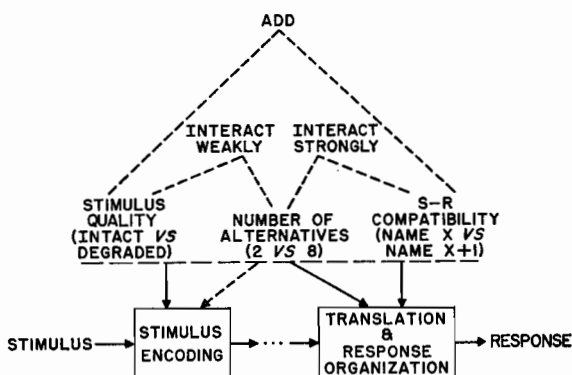 ADD
INTERACT WEAKLY
INTERACT STRONGLY
STIMULUS QUALITY (INTACT VS DEGRADED)
NUMBER OF ALTERNATIVES (2 VS 8)
S-R COMPATIBILITY (NAME X VS NAME X+1)
STIMULUS
STIMULUS ENCODING
...
TRANSLATION & RESPONSE ORGANIZATION
RESPONSE